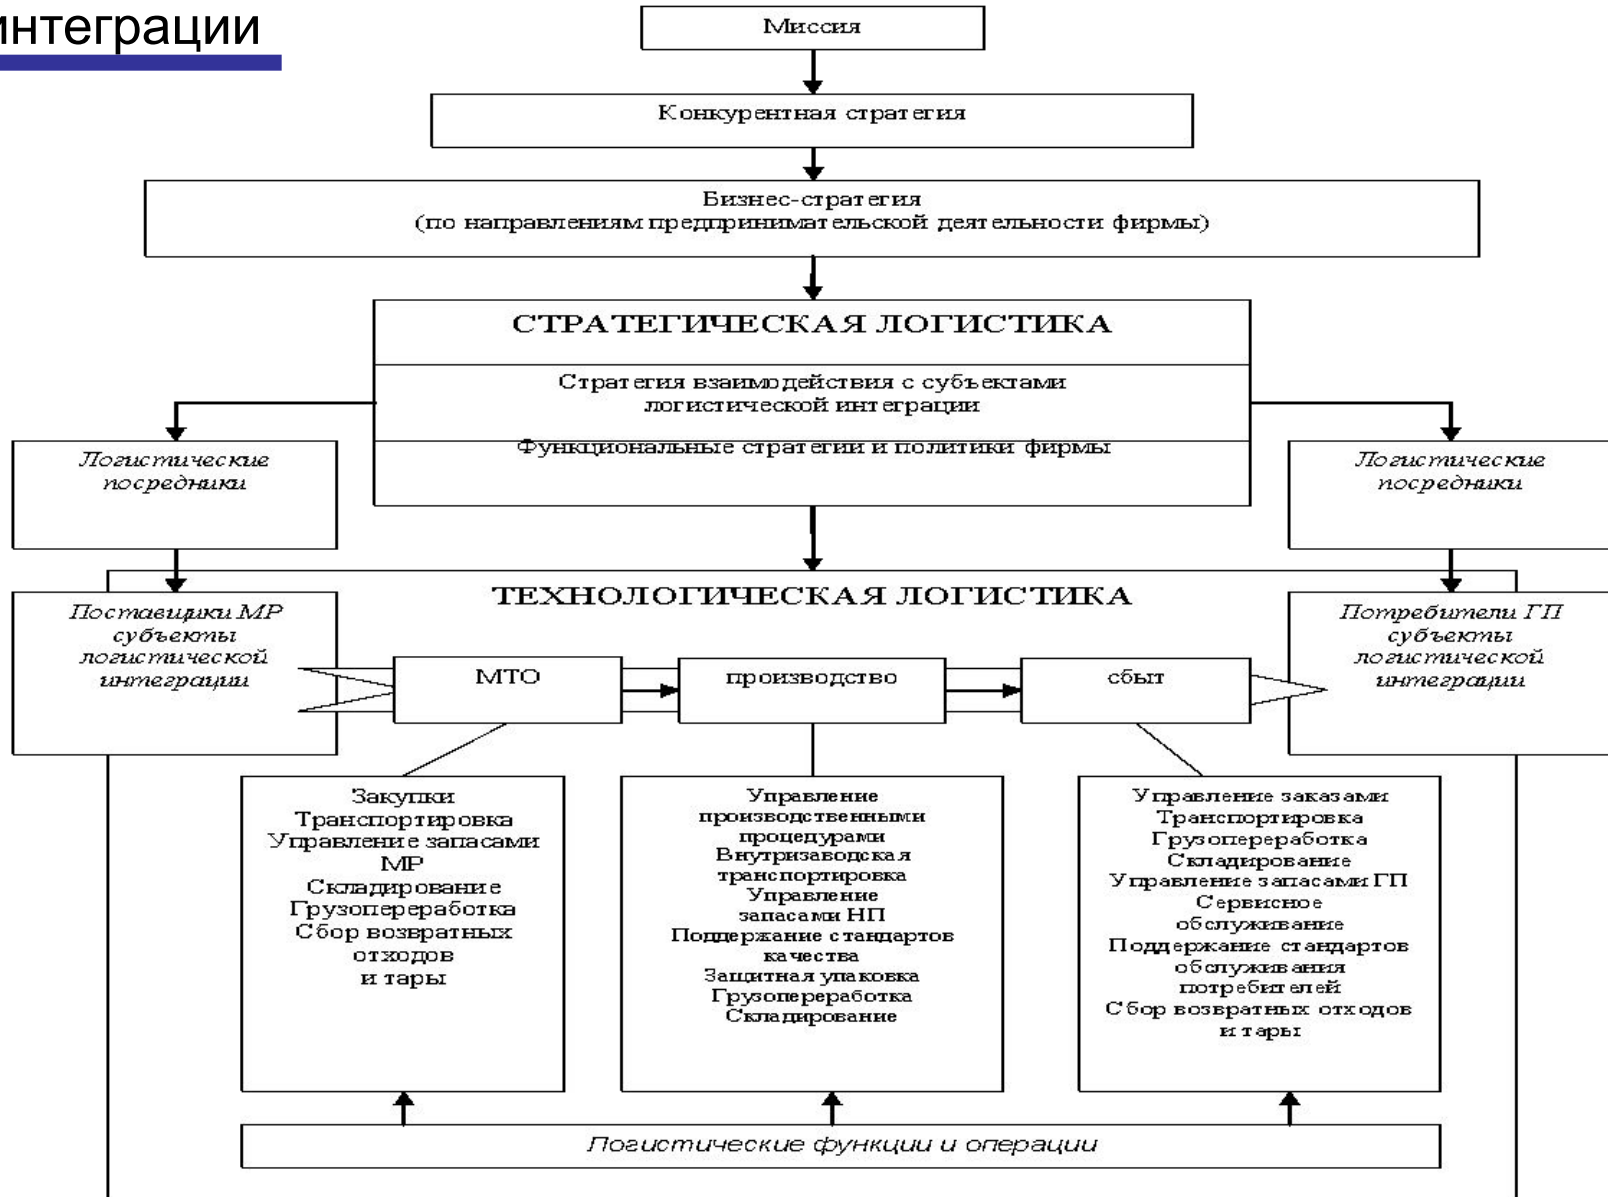 интеграции
Миссия
Конкурентная стратегия
Бизнес-стратегия
(по направлениям предпринимательской деятельности фирмы)
СТРАТЕГИЧЕСКАЯ ЛОГИСТИКА
Стратегия взаимодействия с субъектами
логистической интеграции
Функциональные стратегии и политики фирмы
Логистические
посредники
Логистические
посредники
ТЕХНОЛОГИЧЕСКАЯ ЛОГИСТИКА
Поставщики МР
субъекты
логистической
интеграции
МТО
производство
сбыт
Потребители ГП
субъекты
логистической
интеграции
Закупки
Транспортировка
Управление запасами
МР
Складирование
Грузопереработка
Сбор возвратных
отходов
и тары
Управление
производственными
процедурами
Внутризаводская
транспортировка
Управление
запасами НП
Поддержание стандартов
качества
Защитная упаковка
Грузопереработка
Складирование
Управление заказами
Транспортировка
Грузопереработка
Складирование
Управление запасами ГП
Сервисное
обслуживание
Поддержание стандартов
обслуживания
потребителей
Сбор возвратных отходов
и тары
Логистические функции и операции